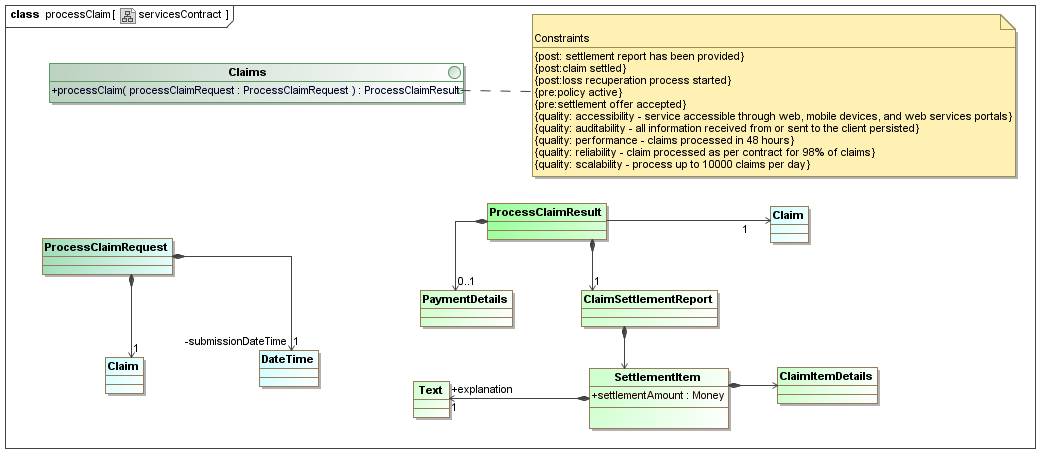 class processClaim[ servicesContract ]
Constraints
{post: settlement report has been provided}
{post:claim settled}
{post:loss recuperation process started}
{pre:policy active}
{pre:settlement offer accepted}
{quality: accessibility - service accessible through web, mobile devices, and web services portals}
{quality: auditability - all information received from or sent to the client persisted}
{quality: performance - claims processed in 48 hours}
{quality: reliability - claim processed as per contract for 98% of claims}
{quality: scalability - process up to 10000 claims per day}
Claims
+processClaim( processClaimRequest : ProcessClaimRequest ) : ProcessClaimResult
ProcessClaimResult
Claim
1
ProcessClaimRequest
0..1
1
PaymentDetails
ClaimSettlementReport
-submissionDateTime
1
1
Claim
DateTime
SettlementItem
+settlementAmount : Money
ClaimItemDetails
Text
+explanation
1